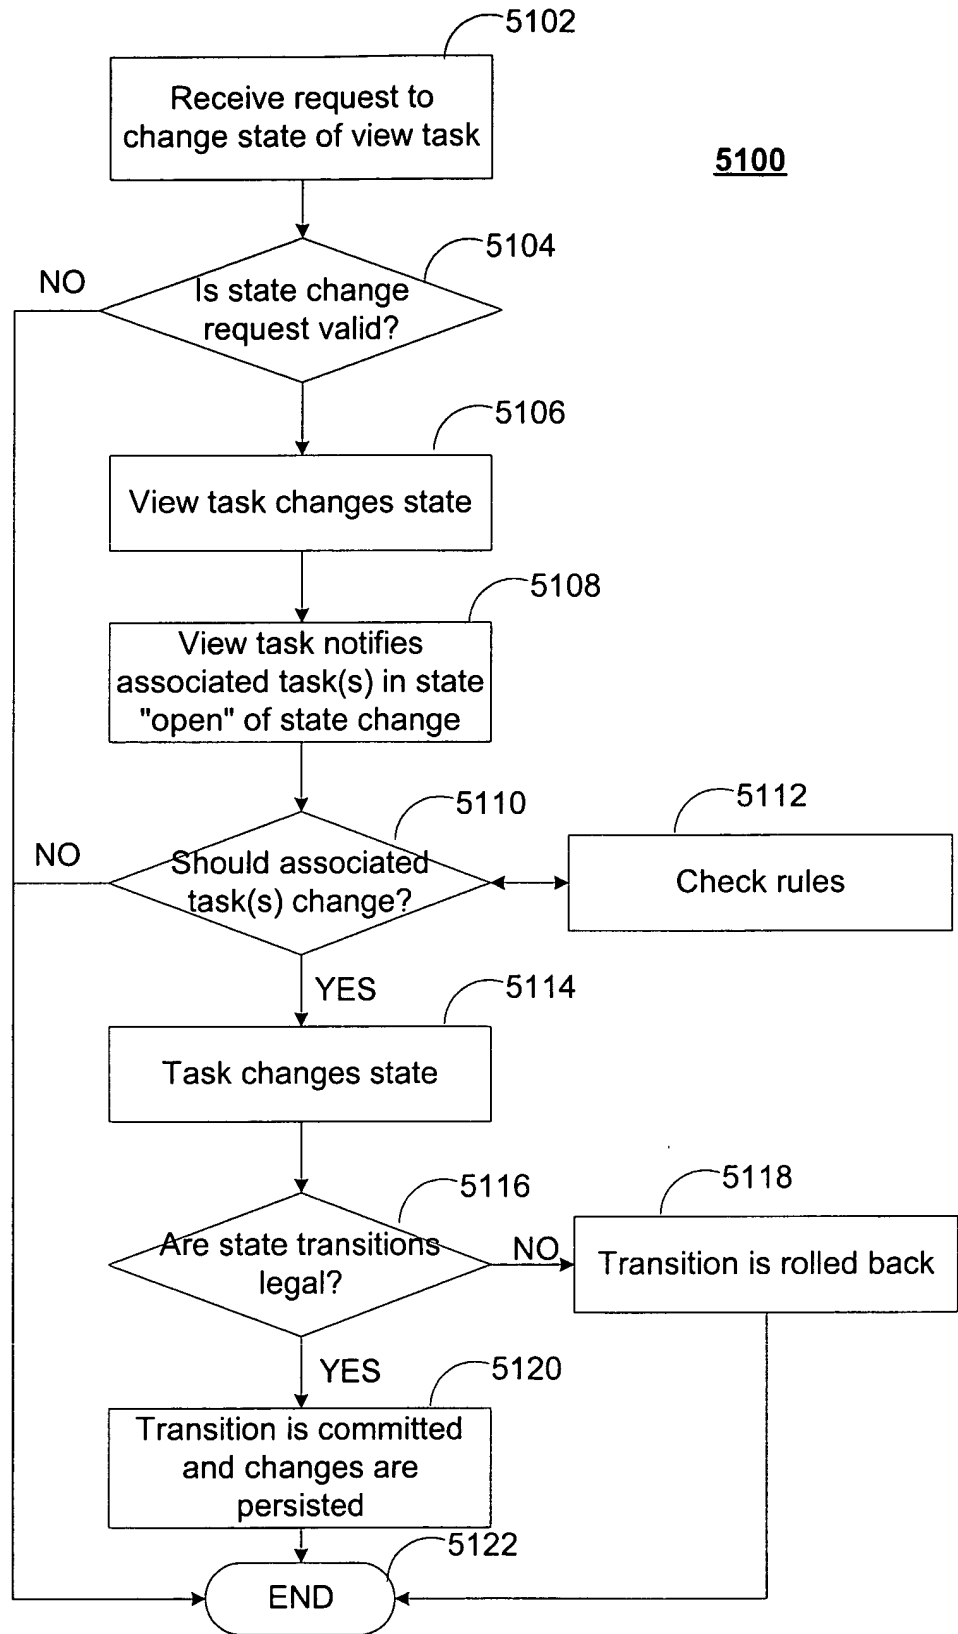 5102
Receive request to
change state of view task
5100
5104
NO
Is state change
request valid?
5106
View task changes state
5108
View task notifies
associated task(s) in state
"open" of state change
5110
5112
NO
Should associated
task(s) change?
Check rules
YES
5114
Task changes state
5116
5118
Are state transitions
legal?
NO
Transition is rolled back
YES
5120
Transition is committed
and changes are
persisted
5122
END